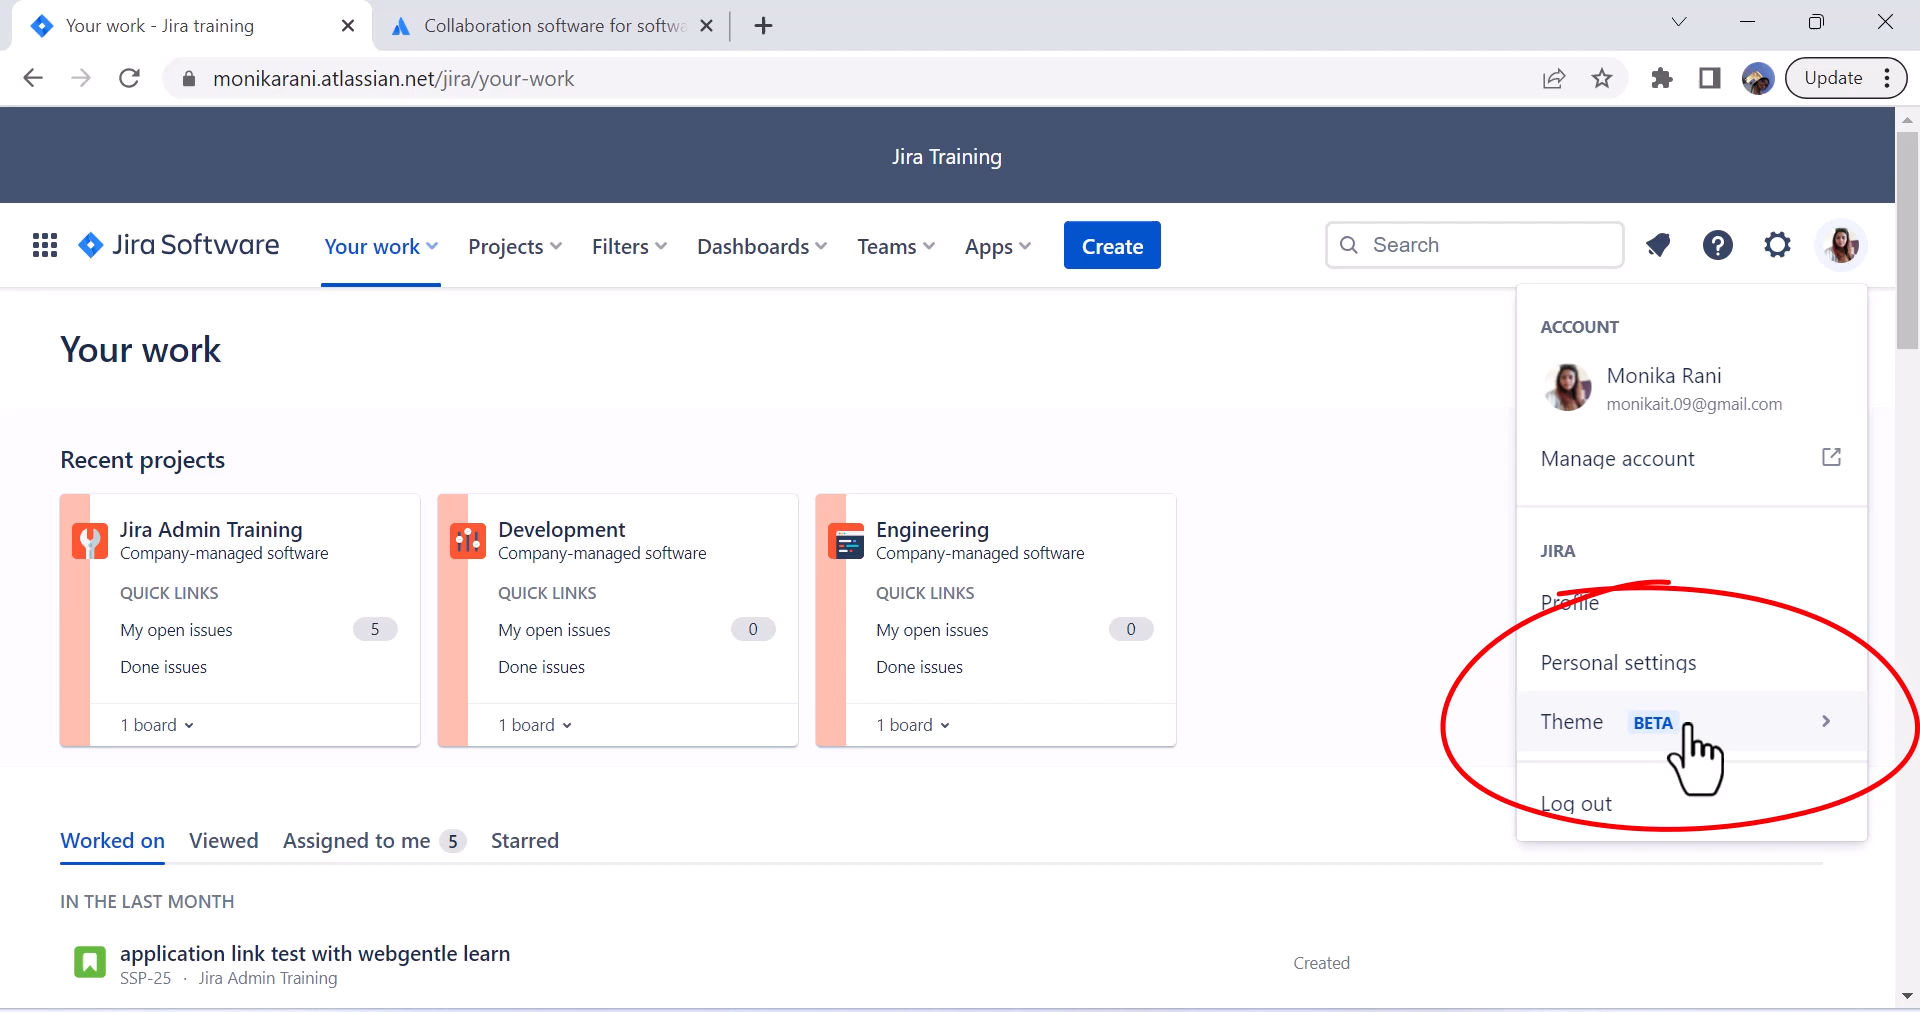 Your work - Jira training
Collaboration software for softwa
monikarani.atlassian.net/jira/your-work
Update
Jira Training
Jira Software
Your work
Projects
Filters
Dashboards
Teams
Apps
Create
Search
ACCOUNT
Monika Rani
monikait.09@gmail.com
Manage account
JIRA
Profile
Personal settings
Theme BETA
Log out
Your work
Recent projects
Jira Admin Training
Company-managed software
QUICK LINKS
My open issues 5
Done issues
1 board
Development
Company-managed software
QUICK LINKS
My open issues 0
Done issues
1 board
Engineering
Company-managed software
QUICK LINKS
My open issues 0
Done issues
1 board
Worked on Viewed Assigned to me 5 Starred
IN THE LAST MONTH
application link test with webgentle learn
SSP-25 · Jira Admin Training
Created